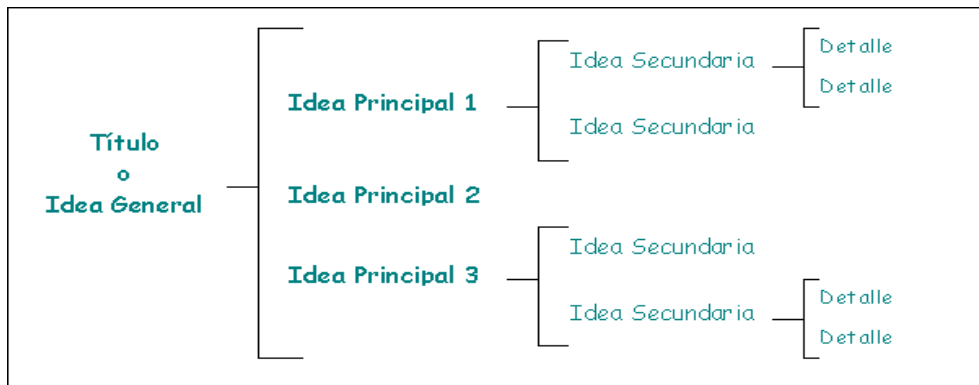 Título
o
Idea General
Idea Principal 1
Idea Secundaria
Detalle
Detalle
Idea Secundaria
Idea Principal 2
Idea Principal 3
Idea Secundaria
Idea Secundaria
Detalle
Detalle